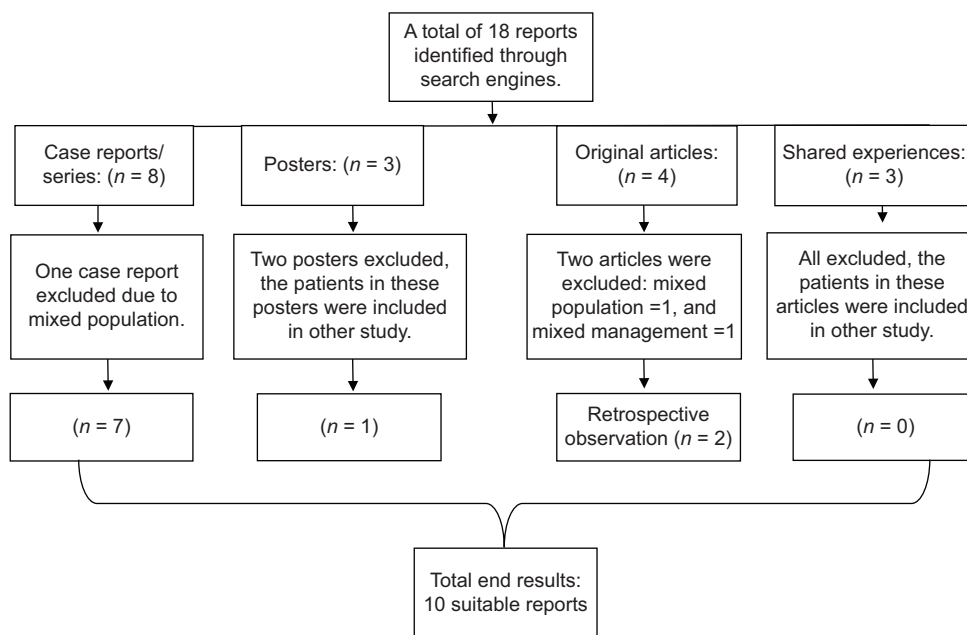 A total of 18 reports
identified through
search engines.
Case reports/
series: (n = 8)
Posters: (n = 3)
Original articles:
(n = 4)
Shared experiences:
(n = 3)
One case report
excluded due to
mixed population.
Two posters excluded,
the patients in these
posters were included
in other study.
Two articles were
excluded: mixed
population =1, and
mixed management =1
All excluded, the
patients in these
articles were included
in other study.
(n = 7)
(n = 1)
Retrospective
observation (n = 2)
(n = 0)
Total end results:
10 suitable reports